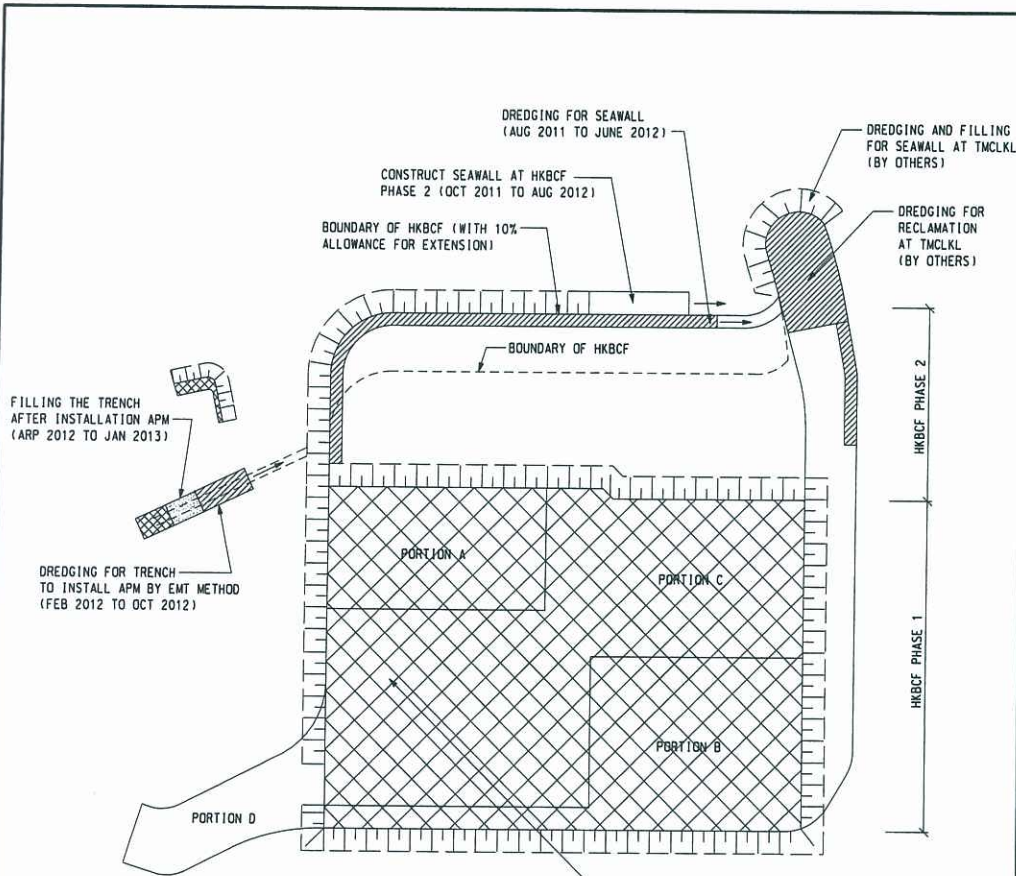 DREDGING FOR SEAWALL
(AUG 2011 TO JUNE 2012)
DREDGING AND FILLING
FOR SEAWALL AT TMCLKL
(BY OTHERS)
CONSTRUCT SEAWALL AT HKBCF
PHASE 2 (OCT 2011 TO AUG 2012)
DREDGING FOR
RECLAMATION
AT TMCLKL
(BY OTHERS)
BOUNDARY OF HKBCF (WITH 10%
ALLOWANCE FOR EXTENSION)
BOUNDARY OF HKBCF
HKBCF PHASE 2
FILLING THE TRENCH
AFTER INSTALLATION APM
(ARP 2012 TO JAN 2013)
DREDGING FOR TRENCH
TO INSTALL APM BY EMT METHOD
(FEB 2012 TO OCT 2012)
PORTION A
PORTION C
HKBCF PHASE 1
PORTION B
PORTION D